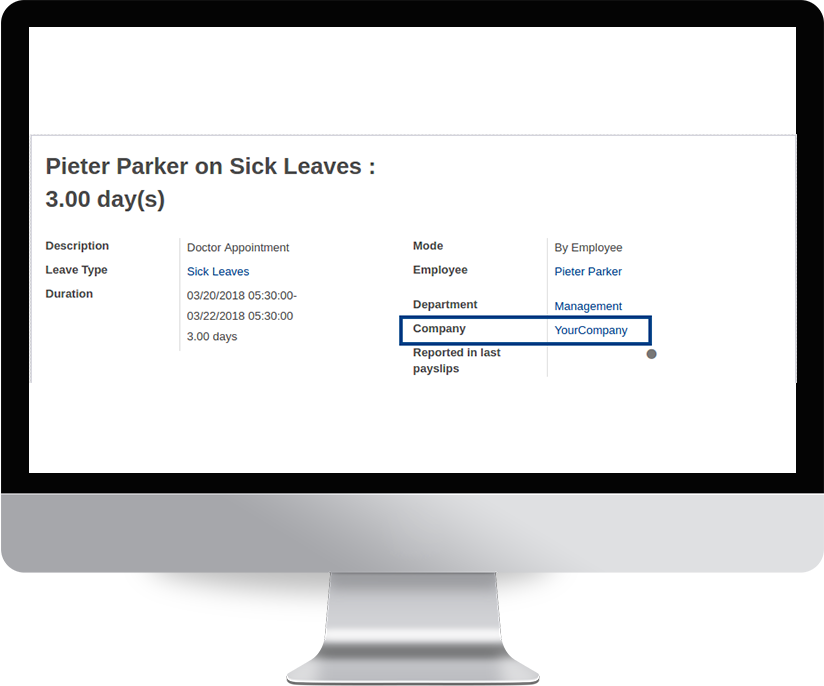 Pieter Parker on Sick Leaves :
3.00 day(s)
Description
Doctor Appointment
Leave Type
Sick Leaves
Duration
03/20/2018 05:30:00-
03/22/2018 05:30:00
3.00 days
Mode
By Employee
Employee
Pieter Parker
Department
Management
Company
YourCompany
Reported in last
payslips